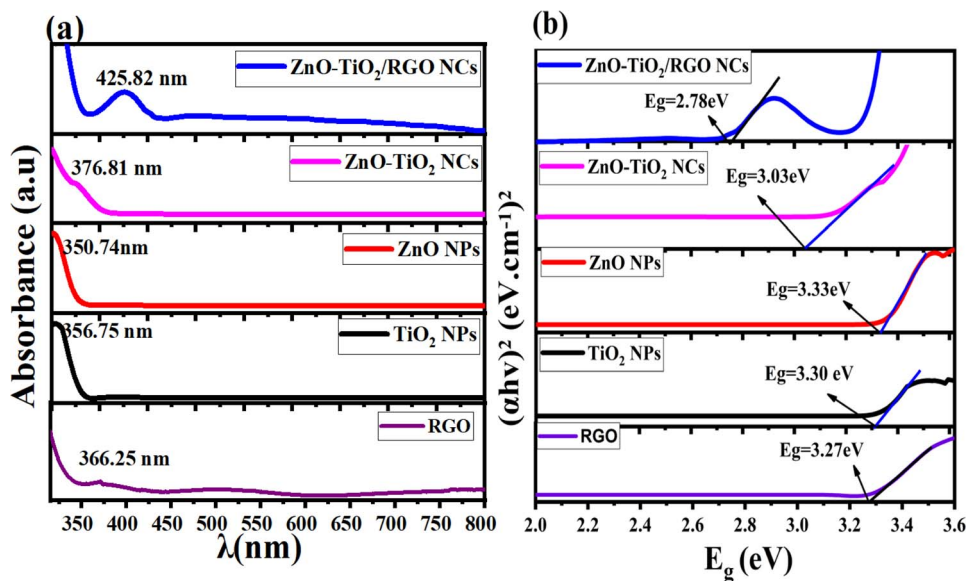 (a)
Absorbance (a.u)
ZnO-TiO₂/RGO NCs
425.82 nm
ZnO-TiO₂ NCs
376.81 nm
ZnO NPs
350.74nm
TiO₂ NPs
356.75 nm
RGO
366.25 nm
350 400 450 500 550 600 650 700 750 800
λ(nm)
(b)
(αhv)² (eV.cm⁻¹)²
ZnO-TiO₂/RGO NCs
Eg=2.78eV
ZnO-TiO₂ NCs
Eg=3.03eV
ZnO NPs
Eg=3.33eV
TiO₂ NPs
Eg=3.30 eV
RGO
Eg=3.27eV
2.0 2.2 2.4 2.6 2.8 3.0 3.2 3.4 3.6
E_g (eV)